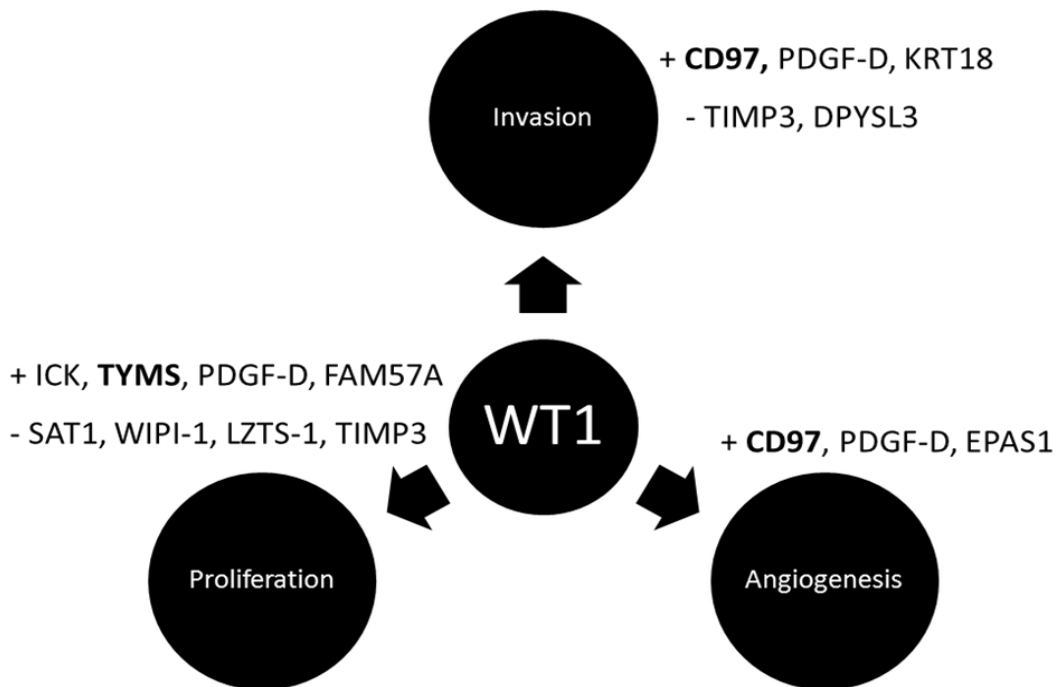 + CD97, PDGF-D, KRT18
Invasion
- TIMP3, DPYSL3
+ ICK, TYMS, PDGF-D, FAM57A
- SAT1, WIPI-1, LZTS-1, TIMP3
WT1
+ CD97, PDGF-D, EPAS1
Proliferation
Angiogenesis